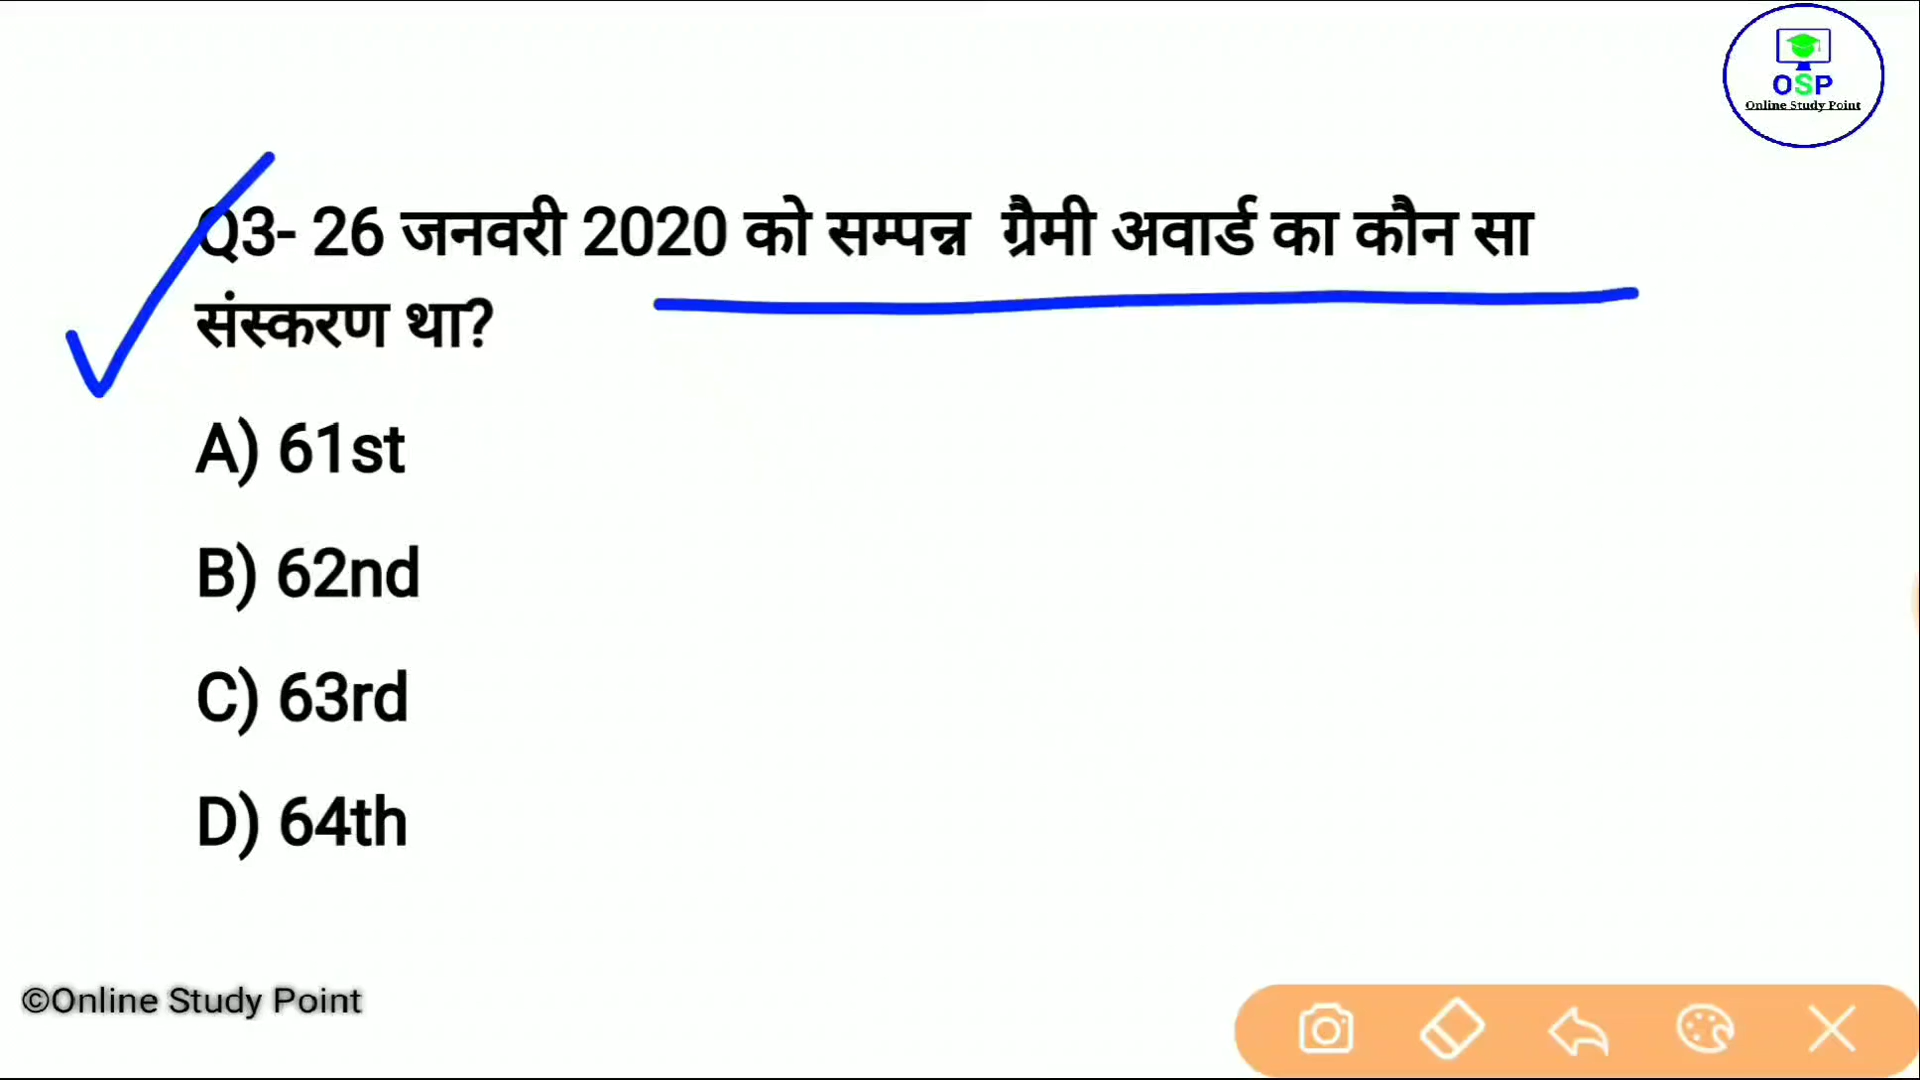 OSP
Online Study Point
Q3- 26 जनवरी 2020 को सम्पन्न ग्रैमी अवार्ड का कौन सा
संस्करण था?
A) 61st
B) 62nd
C) 63rd
D) 64th
©Online Study Point